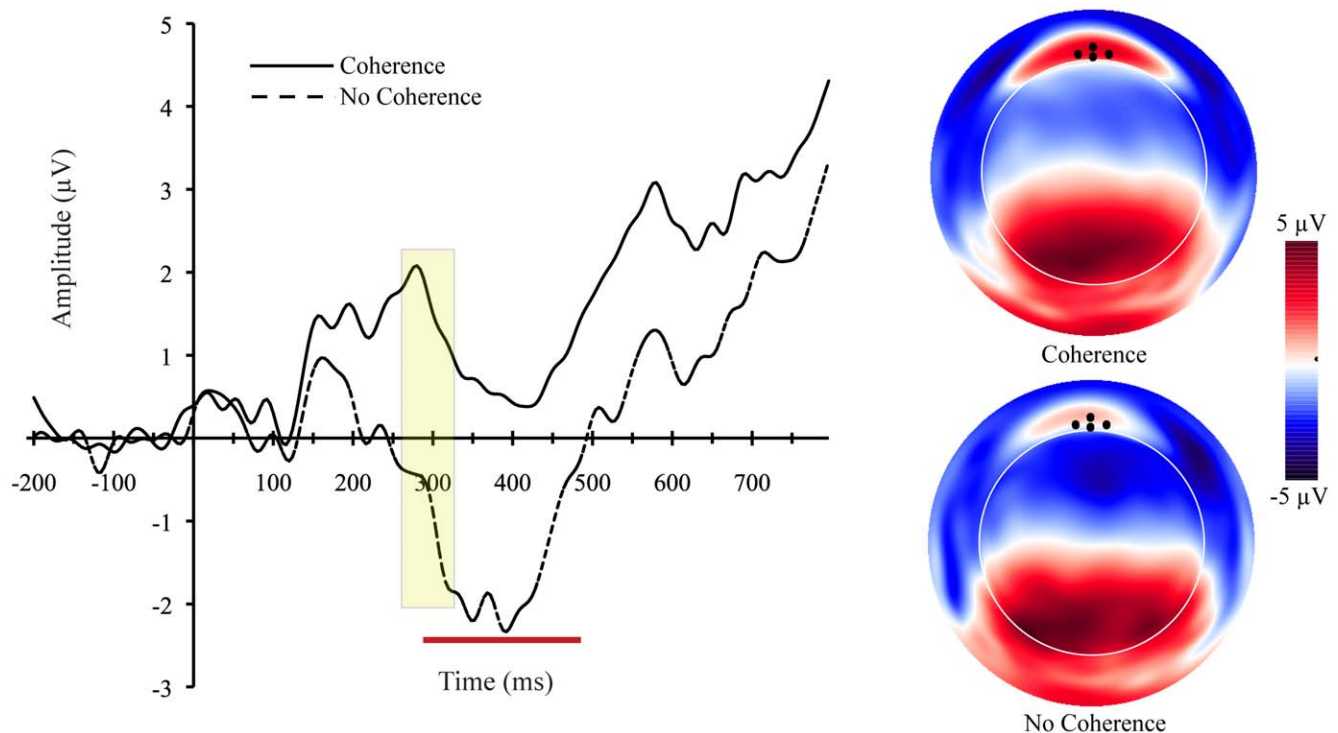 5
4
3
2
1
-1
-2
-3
Amplitude (µV)
Coherence
No Coherence
-200 -100 100 200 300 400 500 600 700
Time (ms)
Coherence
5 µV
-5 µV
No Coherence